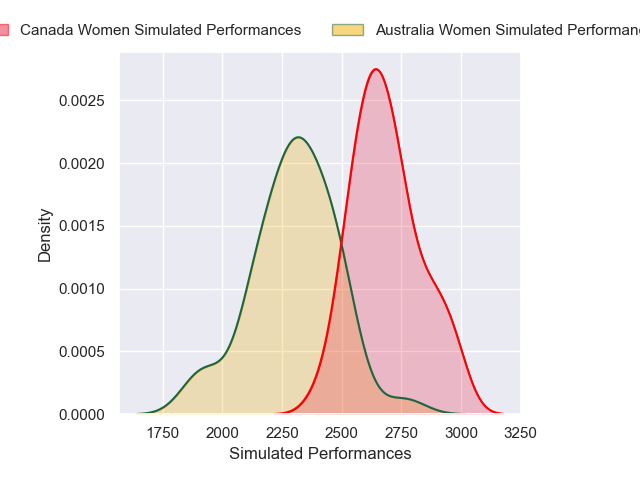 Canada Women Simulated Performances Australia Women Simulated
0.0025
0.0020
0.0015
0.0010
0.0005
0.0000
Density
1750 2000 2250 2500 2750 3000 3250
Simulated Performances